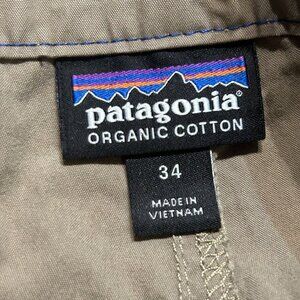 patagonia®
ORGANIC COTTON
34
MADE IN
VIETNAM